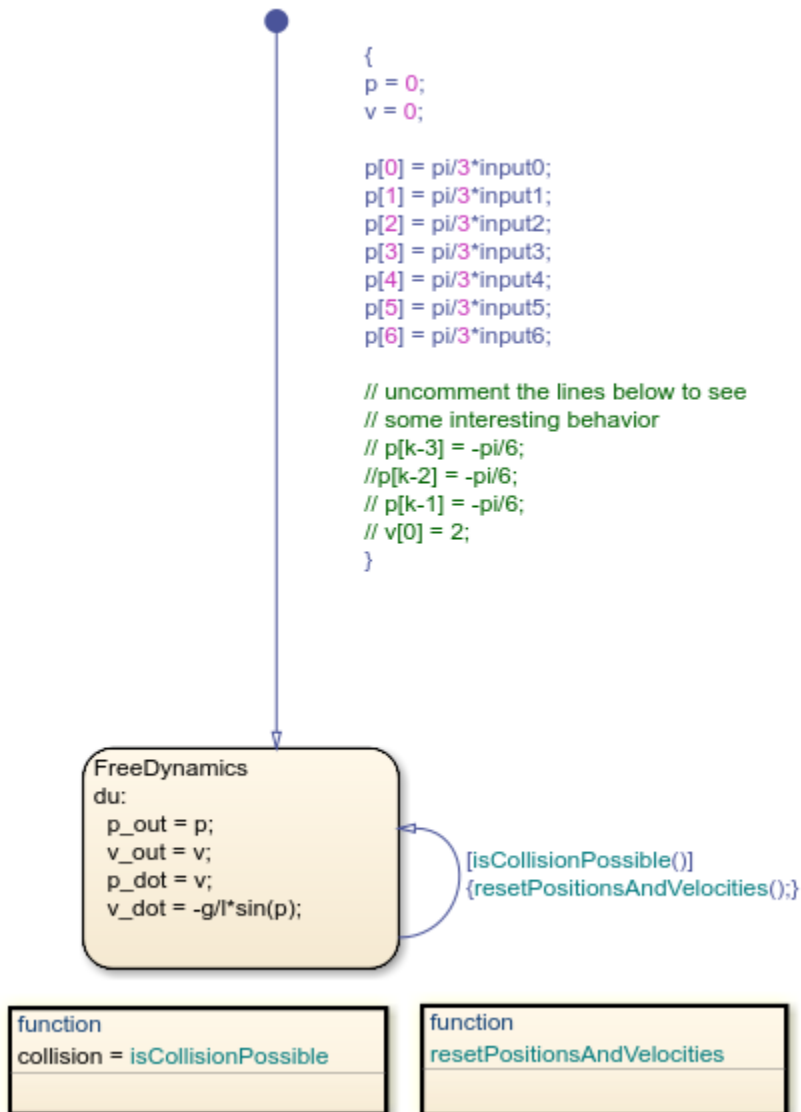 {
p = 0;
v = 0;
p[0] = pi/3*input0;
p[1] = pi/3*input1;
p[2] = pi/3*input2;
p[3] = pi/3*input3;
p[4] = pi/3*input4;
p[5] = pi/3*input5;
p[6] = pi/3*input6;
// uncomment the lines below to see
// some interesting behavior
// p[k-3] = -pi/6;
//p[k-2] = -pi/6;
// p[k-1] = -pi/6;
// v[0] = 2;
}
FreeDynamics
du:
p_out = p;
v_out = v;
p_dot = v;
v_dot = -g/l*sin(p);
[isCollisionPossible()]
{resetPositionsAndVelocities();}
function
collision = isCollisionPossible
function
resetPositionsAndVelocities